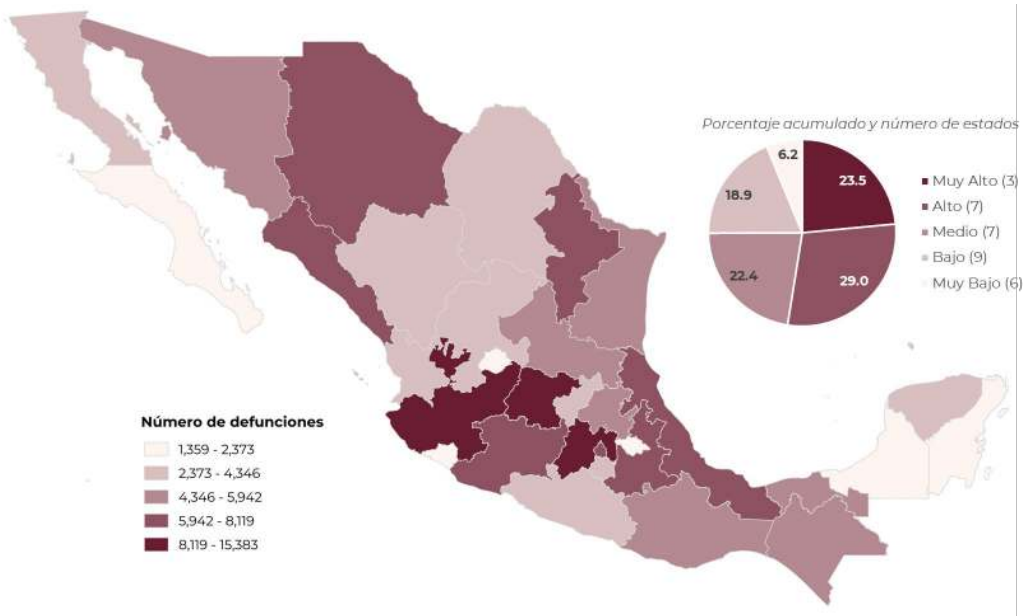 Porcentaje acumulado y número de estados
6.2
23.5
18.9
22.4
29.0
Muy Alto (3)
Alto (7)
Medio (7)
Bajo (9)
Muy Bajo (6)
Número de defunciones
1,359 - 2,373
2,373 - 4,346
4,346 - 5,942
5,942 - 8,119
8,119 - 15,383